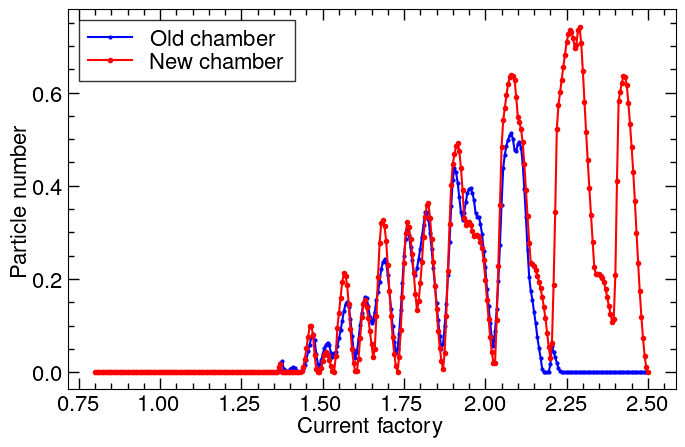 Old chamber
New chamber
Particle number
0.6
0.4
0.2
0.0
0.75 1.00 1.25 1.50 1.75 2.00 2.25 2.50
Current factory